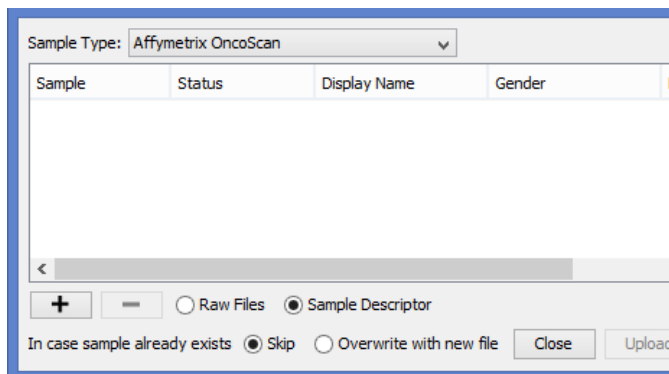 Sample Type: Affymetrix OncoScan
Sample Status Display Name Gender
+ − Raw Files Sample Descriptor
In case sample already exists Skip Overwrite with new file Close